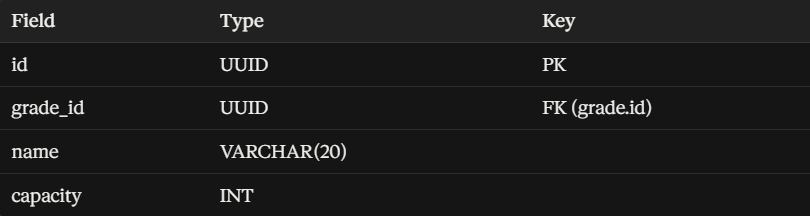 Field Type Key
id UUID PK
grade_id UUID FK (grade.id)
name VARCHAR(20)
capacity INT